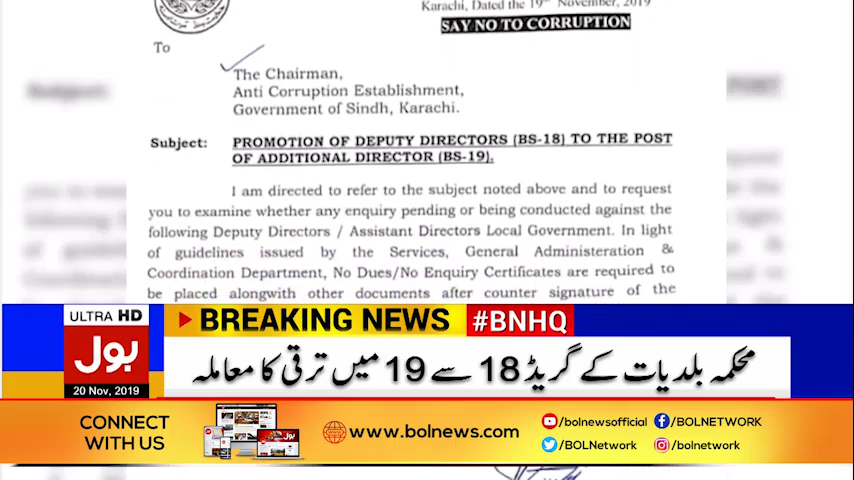 Karachi, Dated the 19th November, 2019
SAY NO TO CORRUPTION
To
The Chairman,
Anti Corruption Establishment,
Government of Sindh, Karachi.
Subject: PROMOTION OF DEPUTY DIRECTORS (BS-18) TO THE POST
OF ADDITIONAL DIRECTOR (BS-19).
I am directed to refer to the subject noted above and to request
you to examine whether any enquiry pending or being conducted against the
following Deputy Directors / Assistant Directors Local Government. In light
of guidelines issued by the Services, General Administeration &
Coordination Department, No Dues/No Enquiry Certificates are required to
be placed alongwith other documents after counter signature of the
ULTRA HD
بول
20 Nov, 2019
BREAKING NEWS #BNHQ
محکمہ بلدیات کے گریڈ 18 سے 19 میں ترقی کا معاملہ
CONNECT
WITH US
www.bolnews.com
/bolnewsofficial /BOLNETWORK
/BOLNetwork /bolnetwork